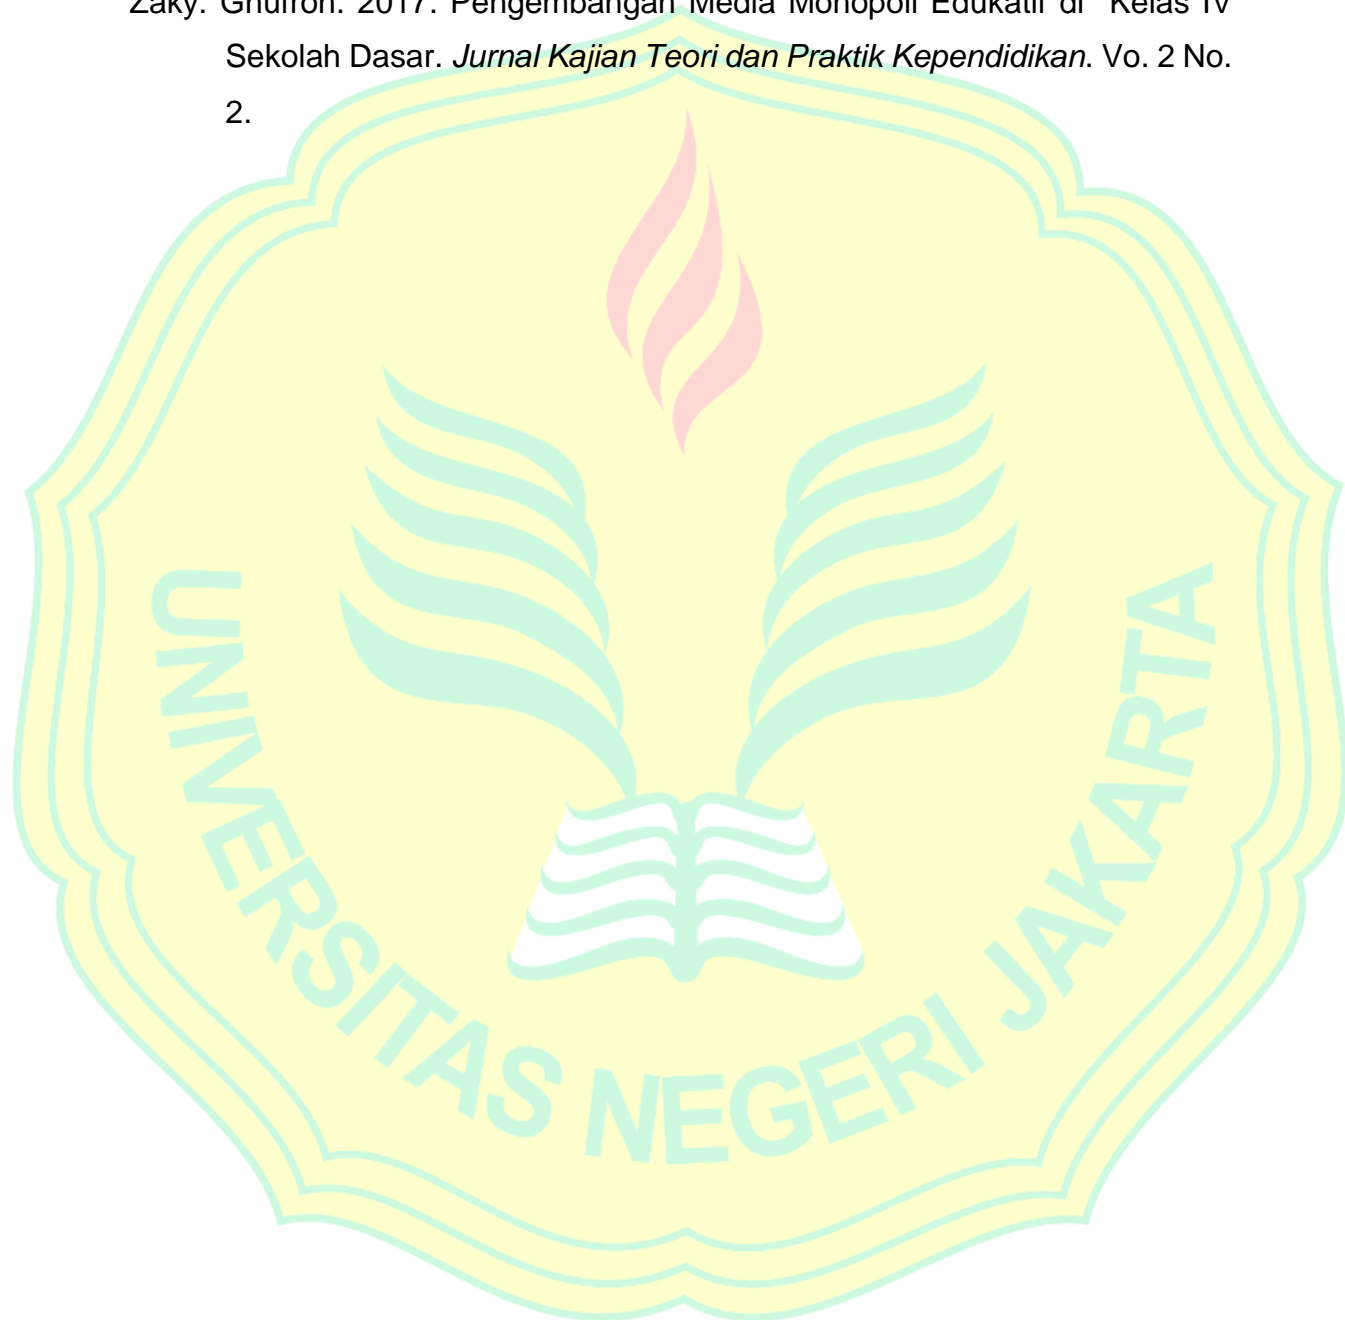 Zaky. Ghufron. 2017. Pengembangan Media Monopoli Edukatif di Kelas Iv
Sekolah Dasar. Jurnal Kajian Teori dan Praktik Kependidikan. Vo. 2 No.
2.
UNIVERSITAS NEGERI JAKARTA